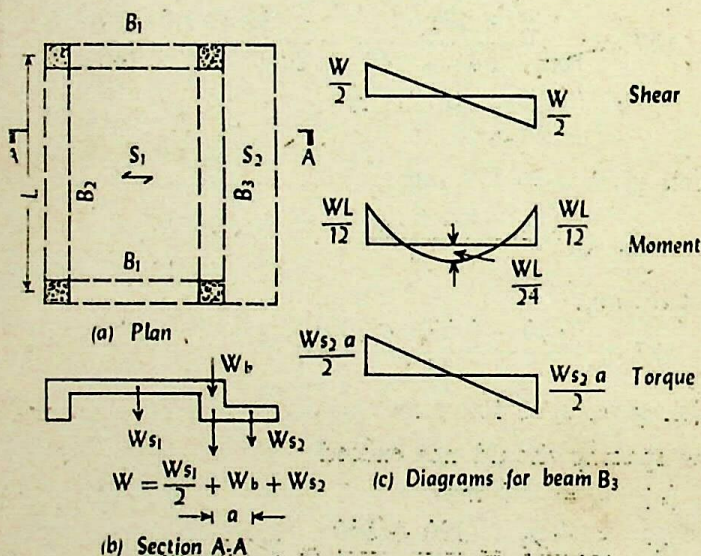 B1
L
B2
S1
B3
S2
A
B1
(a) Plan
Wb
WS1
WS2
W = WS1/2 + Wb + WS2
a
(b) Section A-A
W/2
W/2
Shear
WL/12
WL/12
WL/24
Moment
WS2 a/2
WS2 a/2
Torque
(c) Diagrams for beam B3